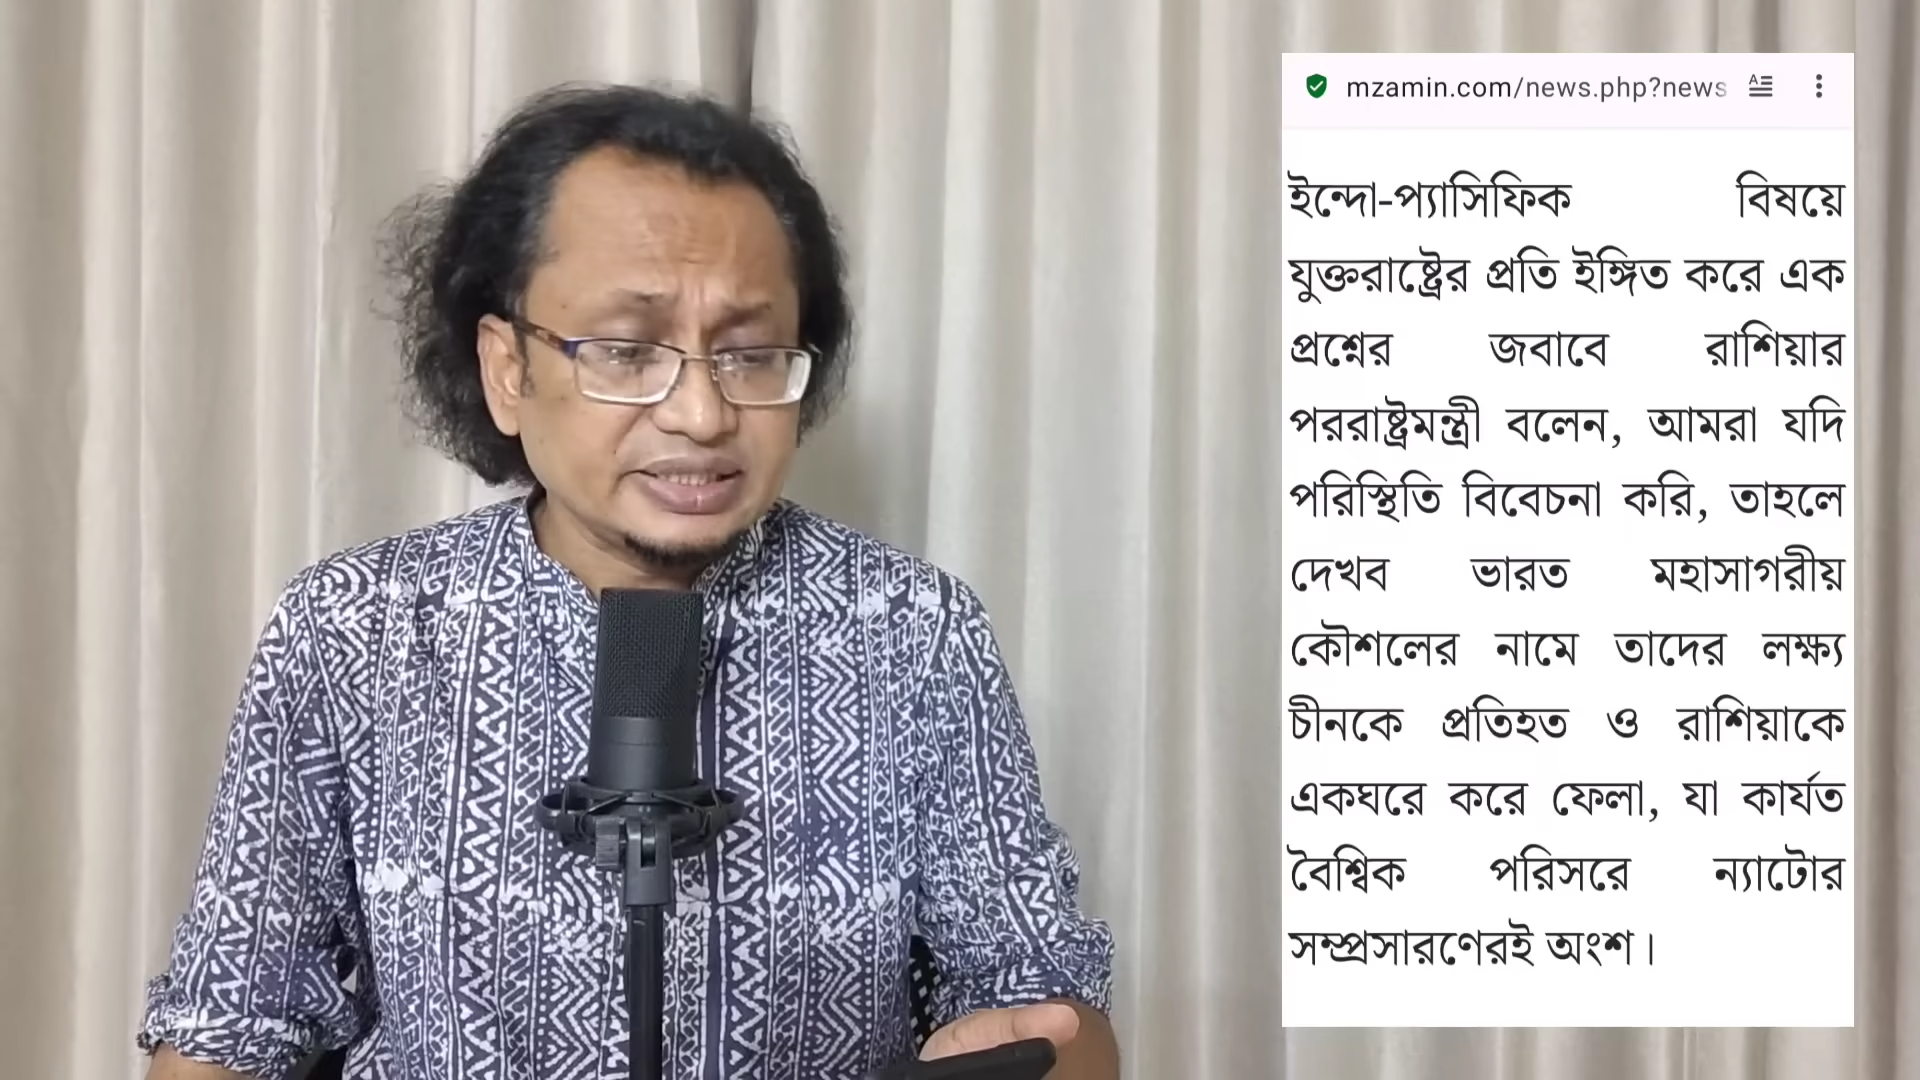 mzamin.com/news.php?news
ইন্দো-প্যাসিফিক বিষয়ে
যুক্তরাষ্ট্রের প্রতি ইঙ্গিত করে এক
প্রশ্নের জবাবে রাশিয়ার
পররাষ্ট্রমন্ত্রী বলেন, আমরা যদি
পরিস্থিতি বিবেচনা করি, তাহলে
দেখব ভারত মহাসাগরীয়
কৌশলের নামে তাদের লক্ষ্য
চীনকে প্রতিহত ও রাশিয়াকে
একঘরে করে ফেলা, যা কার্যত
বৈশ্বিক পরিসরে ন্যাটোর
সম্প্রসারণেরই অংশ।